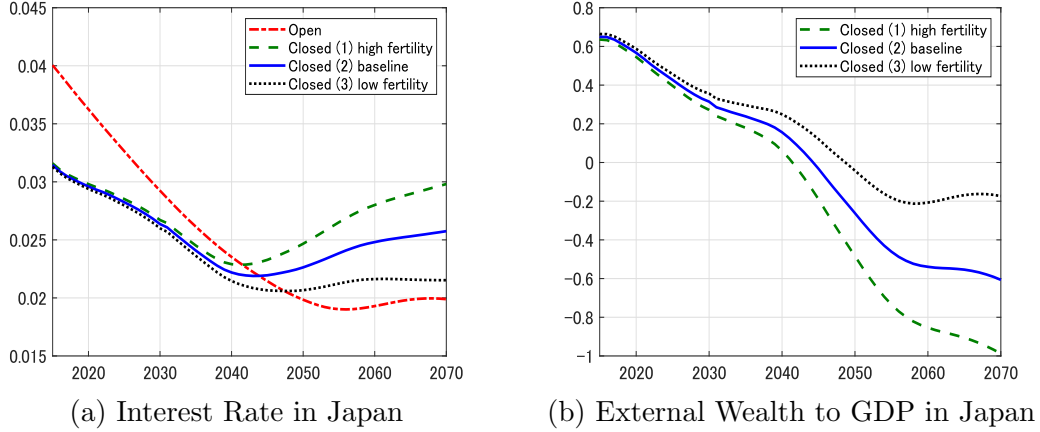 0.045
0.04
0.035
0.03
0.025
0.02
0.015
Open
Closed (1) high fertility
Closed (2) baseline
Closed (3) low fertility
2020 2030 2040 2050 2060 2070
(a) Interest Rate in Japan
0.8
0.6
0.4
0.2
0
−0.2
−0.4
−0.6
−0.8
−1
Closed (1) high fertility
Closed (2) baseline
Closed (3) low fertility
2020 2030 2040 2050 2060 2070
(b) External Wealth to GDP in Japan